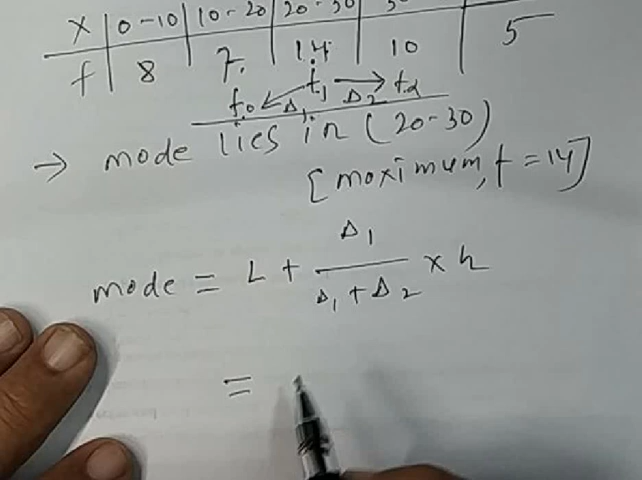 X 0-10 10-20 20-30
f 8 7 14 10 5
f0 Δ1 f1 Δ2 f2
→ mode lies in (20-30)
[maximum, f = 14]
mode = L + Δ1 / Δ1 + Δ2 × h
=